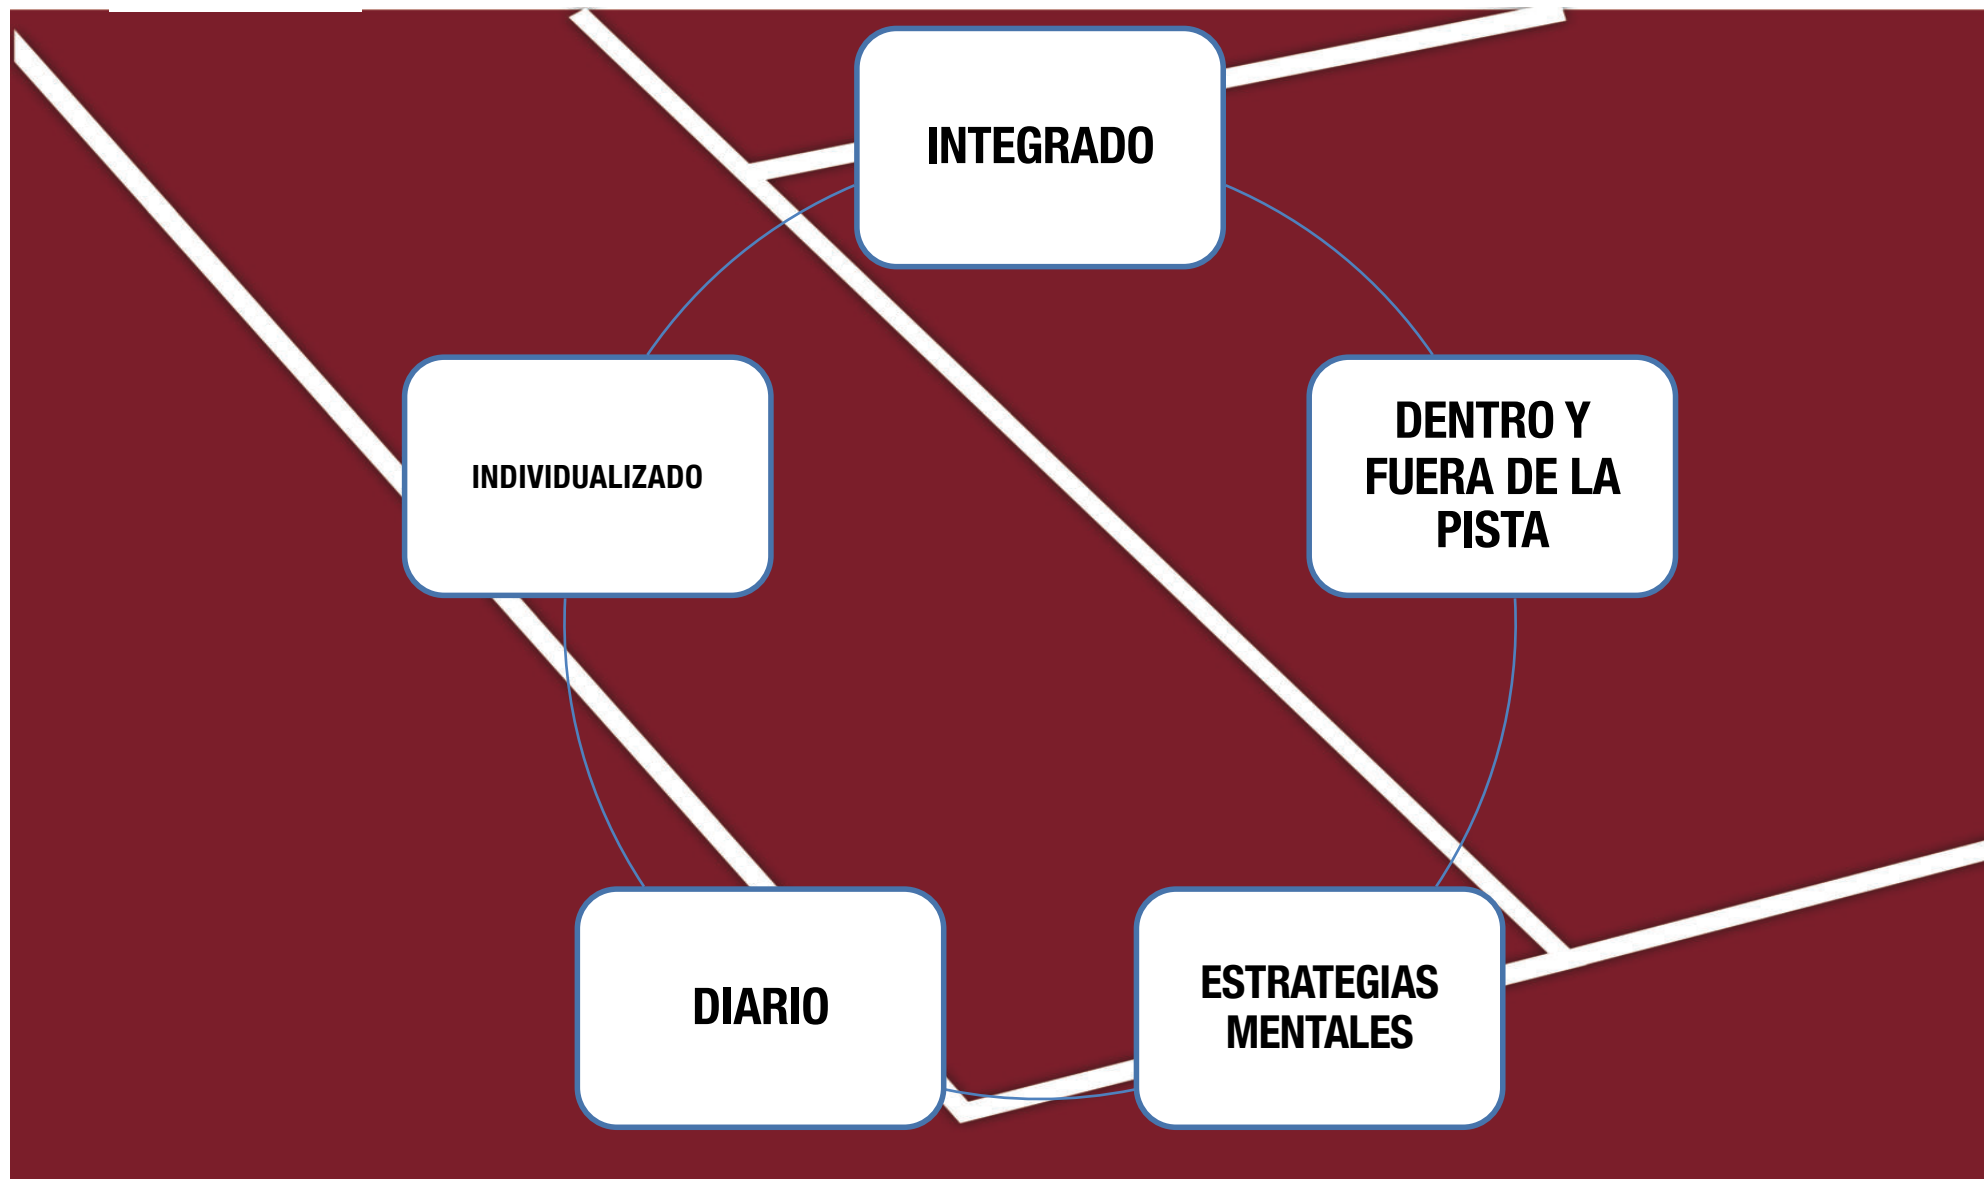 INTEGRADO
DENTRO Y
FUERA DE LA
PISTA
ESTRATEGIAS
MENTALES
DIARIO
INDIVIDUALIZADO